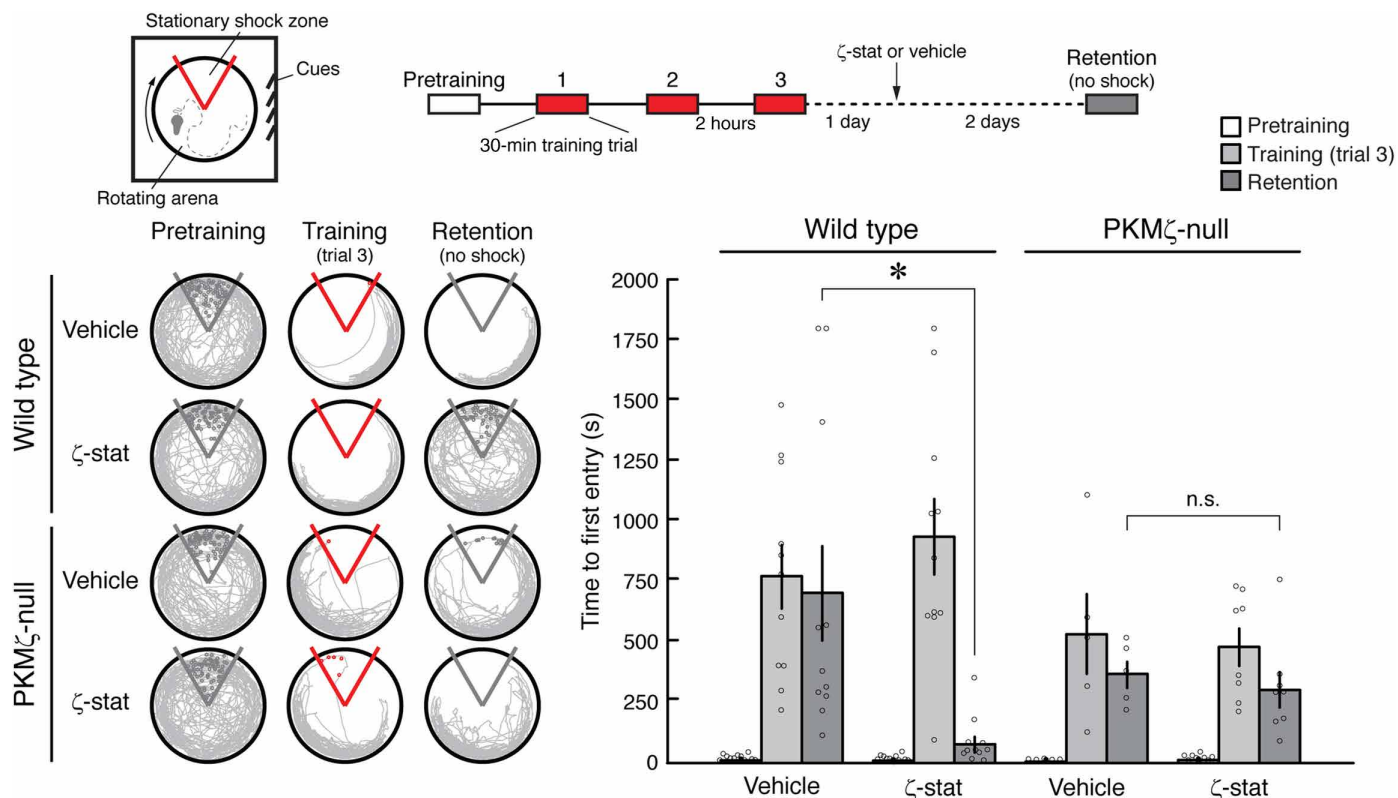 Stationary shock zone
Cues
Rotating arena
Pretraining
1
2
3
ζ-stat or vehicle
Retention
(no shock)
2 hours
1 day
2 days
30-min training trial
Pretraining
Training (trial 3)
Retention
Pretraining
Training
(trial 3)
Retention
(no shock)
Wild type
Vehicle
ζ-stat
PKMζ-null
Vehicle
ζ-stat
Wild type
PKMζ-null
Time to first entry (s)
2000
1750
1500
1250
1000
750
500
250
0
*
n.s.
Vehicle
ζ-stat
Vehicle
ζ-stat